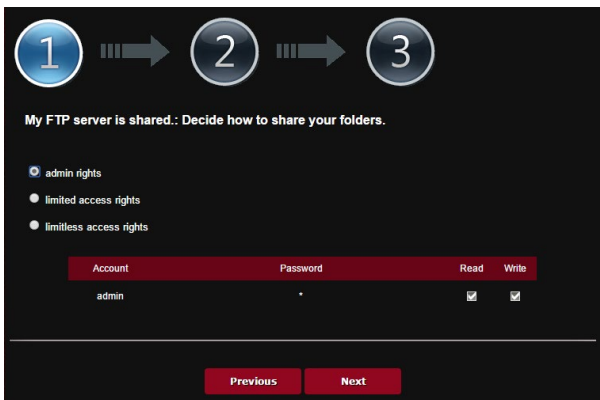 1 2 3
My FTP server is shared.: Decide how to share your folders.
admin rights
limited access rights
limitless access rights
Account Password Read Write
admin *
Previous Next